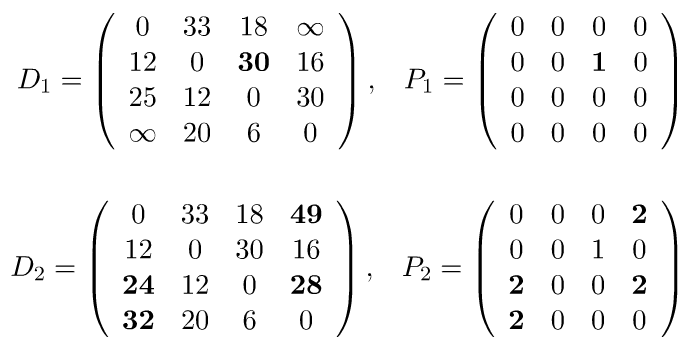 D₁ = ( 0 33 18 ∞ ; 12 0 30 16 ; 25 12 0 30 ; ∞ 20 6 0 ), P₁ = ( 0 0 0 0 ; 0 0 1 0 ; 0 0 0 0 ; 0 0 0 0 )
D₂ = ( 0 33 18 49 ; 12 0 30 16 ; 24 12 0 28 ; 32 20 6 0 ), P₂ = ( 0 0 0 2 ; 0 0 1 0 ; 2 0 0 2 ; 2 0 0 0 )